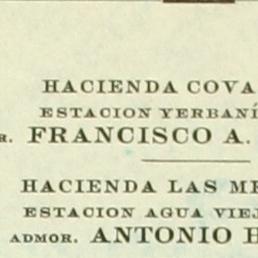 HACIENDA COVA
ESTACION YERBANÍ
R. FRANCISCO A.
HACIENDA LAS ME
ESTACION AGUA VIEJ
ADMOR. ANTONIO H